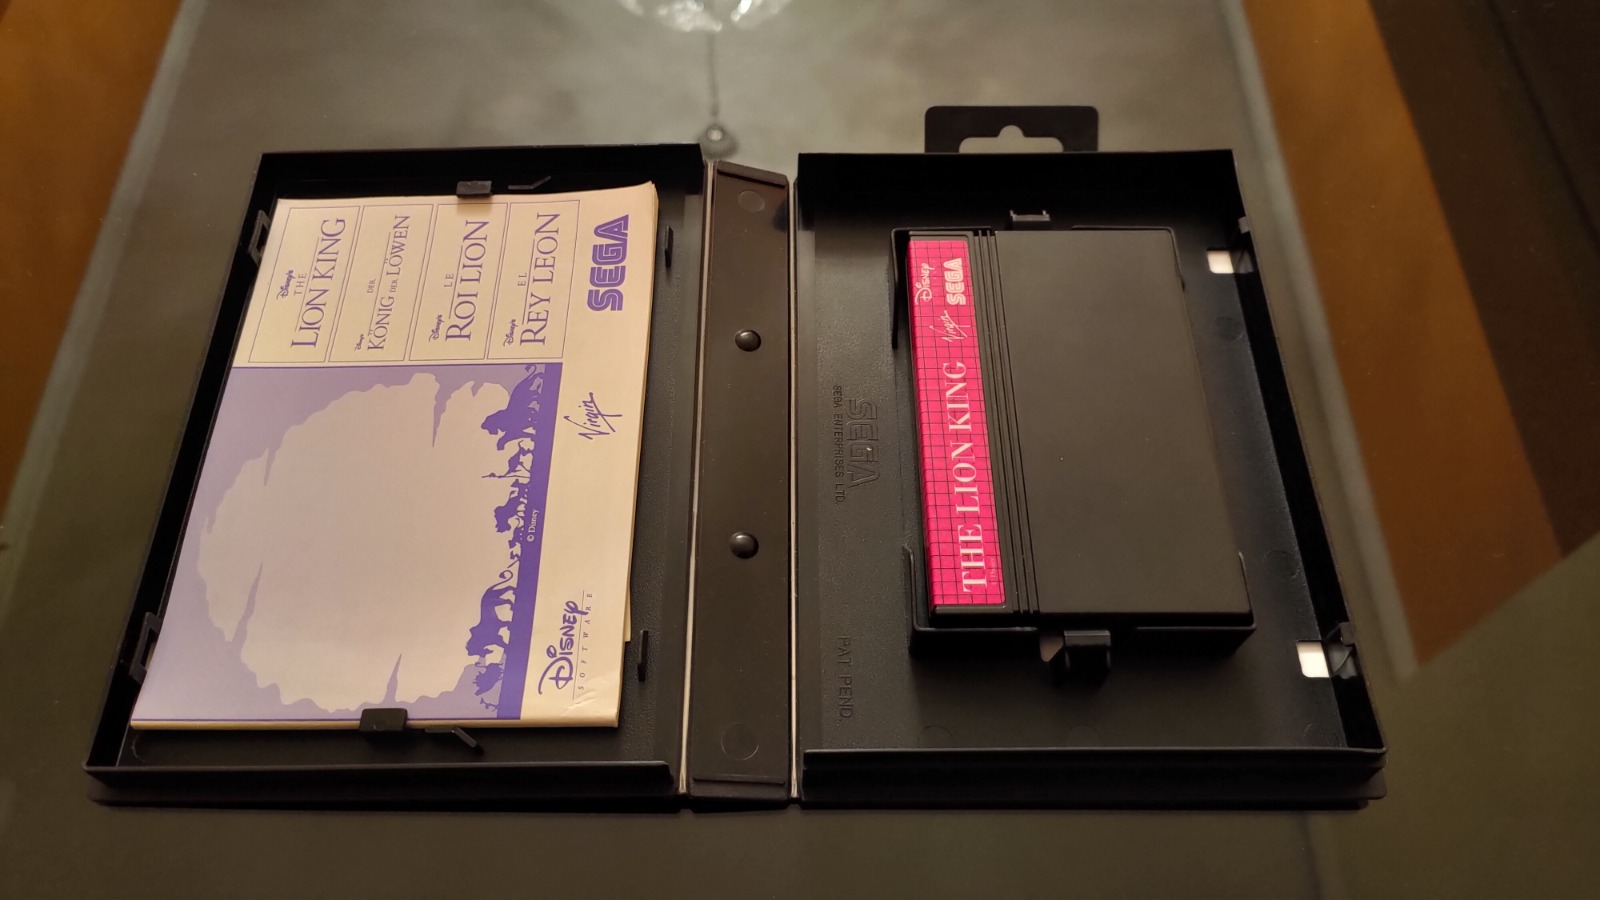 Disney's
THE
LION KING
Disney's
DER
KÖNIG DER LÖWEN
Disney's
LE
ROI LION
Disney's
EL
REY LEON
SEGA
Virgin
© Disney
DISNEY
SOFTWARE
SEGA
SEGA ENTERPRISES LTD.
PAT PEND.
THE LION KING
Virgin
Disney
SEGA